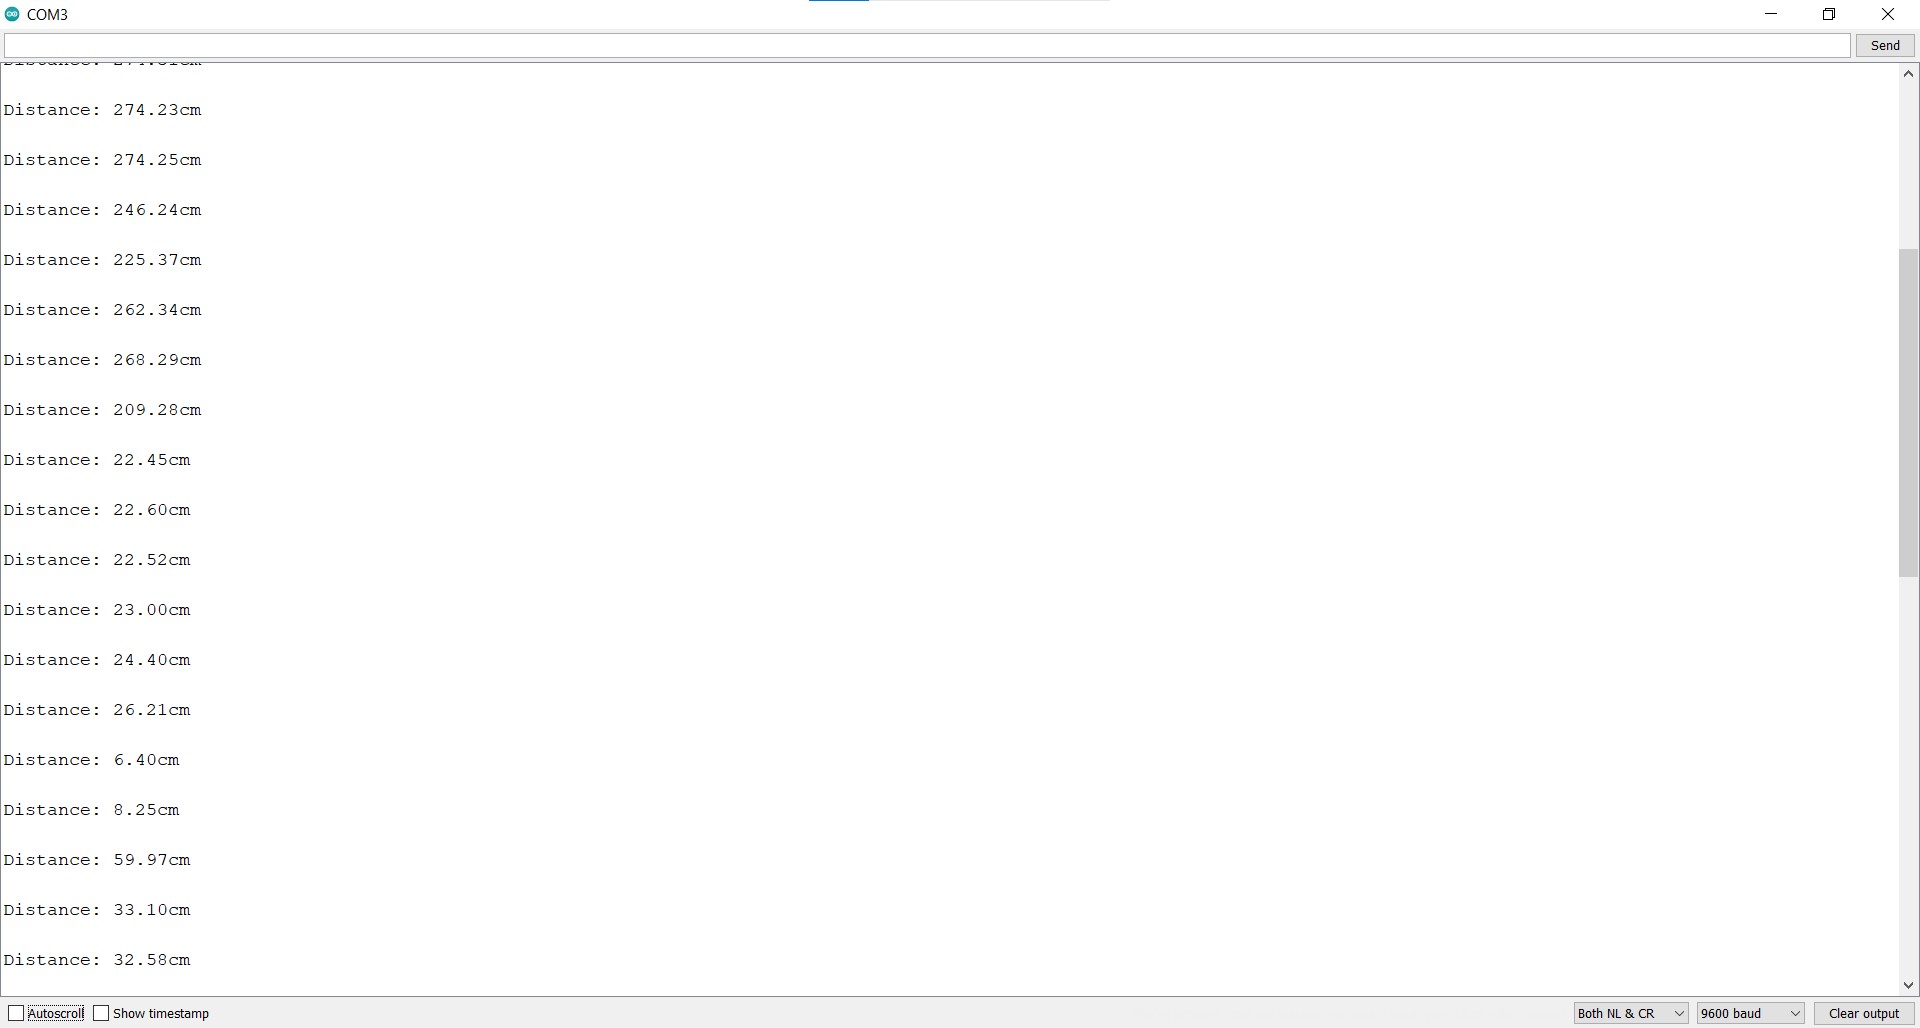 COM3
Send
Distance: 274.23cm
Distance: 274.25cm
Distance: 246.24cm
Distance: 225.37cm
Distance: 262.34cm
Distance: 268.29cm
Distance: 209.28cm
Distance: 22.45cm
Distance: 22.60cm
Distance: 22.52cm
Distance: 23.00cm
Distance: 24.40cm
Distance: 26.21cm
Distance: 6.40cm
Distance: 8.25cm
Distance: 59.97cm
Distance: 33.10cm
Distance: 32.58cm
Autoscroll Show timestamp Both NL & CR 9600 baud Clear output